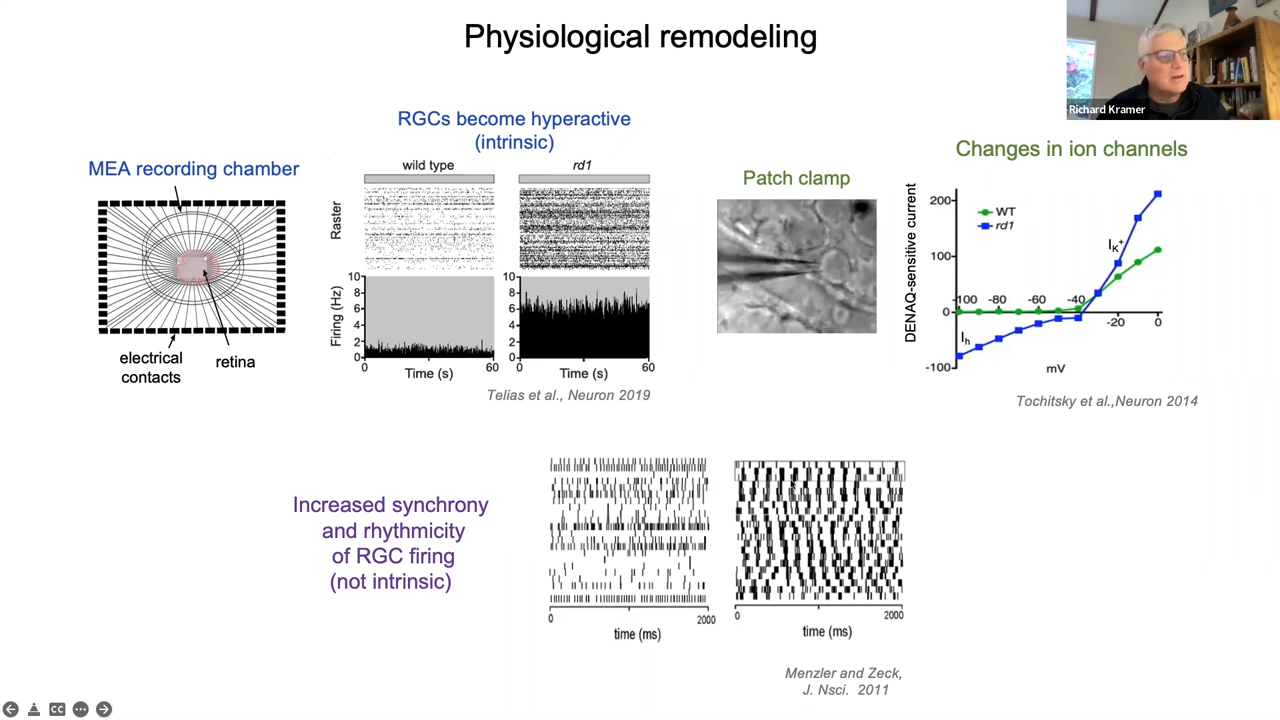 Physiological remodeling
Richard Kramer
RGCs become hyperactive
(intrinsic)
MEA recording chamber
electrical
contacts
retina
wild type
rd1
Raster
Firing (Hz)
10
8
6
4
2
0
0
60
Time (s)
10
8
6
4
2
0
0
60
Time (s)
Telias et al., Neuron 2019
Patch clamp
Changes in ion channels
DENAQ-sensitive current
200
100
0
-100
WT
rd1
IK+
Ih
-100
-80
-60
-40
-20
0
mV
Tochitsky et al.,Neuron 2014
Increased synchrony
and rhythmicity
of RGC firing
(not intrinsic)
0
2000
time (ms)
0
2000
time (ms)
Menzler and Zeck,
J. Nsci. 2011
CC